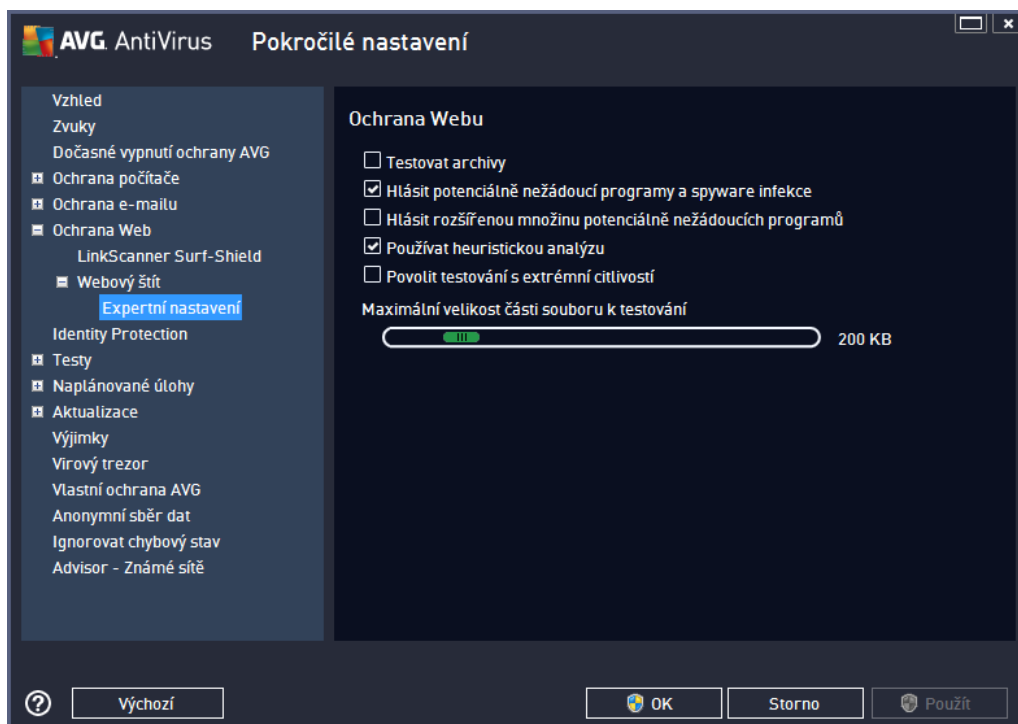 AVG. AntiVirus Pokročilé nastavení
Vzhled
Zvuky
Dočasné vypnutí ochrany AVG
Ochrana počítače
Ochrana e-mailu
Ochrana Web
LinkScanner Surf-Shield
Webový štít
Expertní nastavení
Identity Protection
Testy
Naplánované úlohy
Aktualizace
Výjimky
Virový trezor
Vlastní ochrana AVG
Anonymní sběr dat
Ignorovat chybový stav
Advisor - Známé sítě
Ochrana Webu
Testovat archivy
Hlásit potenciálně nežádoucí programy a spyware infekce
Hlásit rozšířenou množinu potenciálně nežádoucích programů
Používat heuristickou analýzu
Povolit testování s extrémní citlivostí
Maximální velikost části souboru k testování
200 KB
? Výchozí OK Storno Použít